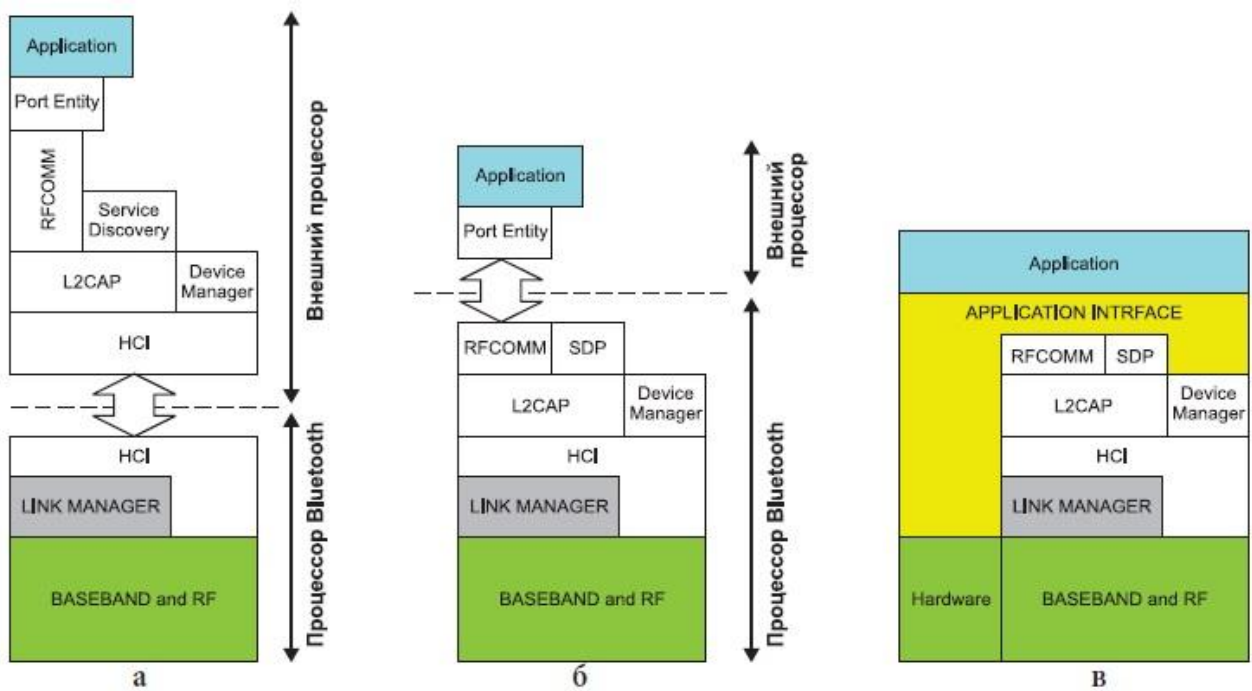 Application
Port Entity
RFCOMM
Service
Discovery
L2CAP
Device
Manager
HCI
HCI
LINK MANAGER
BASEBAND and RF
Внешний процессор
Процессор Bluetooth
а
Application
Port Entity
RFCOMM
SDP
L2CAP
Device
Manager
HCI
LINK MANAGER
BASEBAND and RF
Внешний
процессор
Процессор Bluetooth
б
Application
APPLICATION INTRFACE
RFCOMM
SDP
L2CAP
Device
Manager
HCI
LINK MANAGER
Hardware
BASEBAND and RF
в